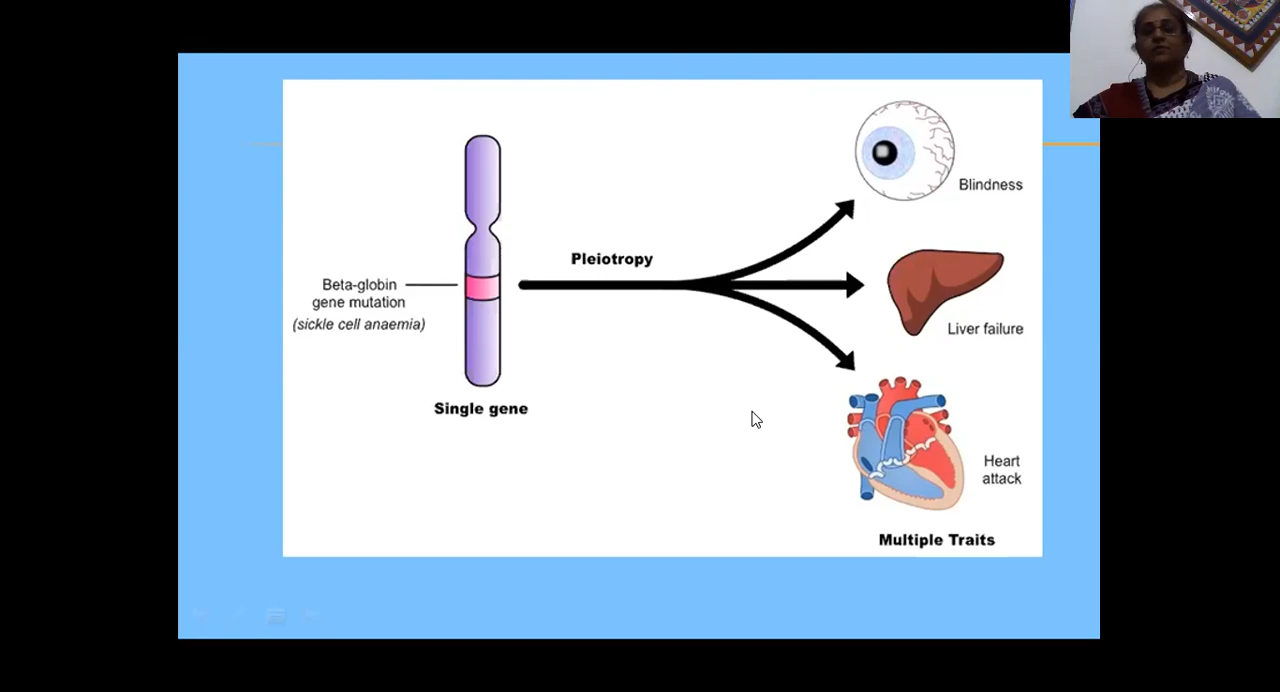 Blindness
Pleiotropy
Beta-globin
gene mutation
(sickle cell anaemia)
Liver failure
Single gene
Heart
attack
Multiple Traits